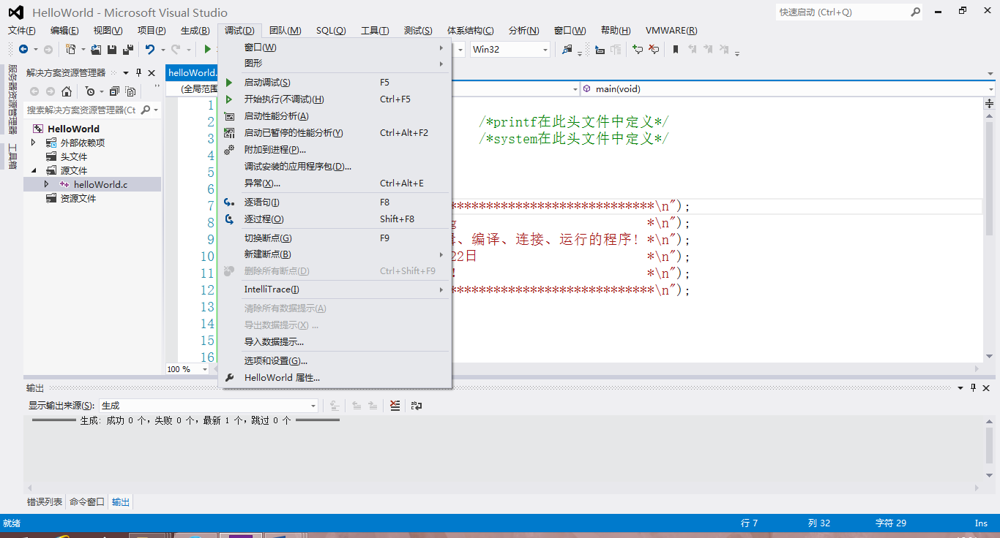 HelloWorld - Microsoft Visual Studio
快速启动 (Ctrl+Q)
文件(F) 编辑(E) 视图(V) 项目(P) 生成(B) 调试(D) 团队(M) SQL(Q) 工具(T) 测试(S) 体系结构(C) 分析(N) 窗口(W) 帮助(H) VMWARE(R)
Win32
服务器资源管理器
工具箱
解决方案资源管理器
搜索解决方案资源管理器(Ct
HelloWorld
外部依赖项
头文件
源文件
helloWorld.c
资源文件
窗口(W)
图形
启动调试(S) F5
开始执行(不调试)(H) Ctrl+F5
启动性能分析(A)
启动已暂停的性能分析(Y) Ctrl+Alt+F2
附加到进程(P)...
调试安装的应用程序包(D)...
异常(X)... Ctrl+Alt+E
逐语句(I) F8
逐过程(O) Shift+F8
切换断点(G) F9
新建断点(B)
删除所有断点(D) Ctrl+Shift+F9
IntelliTrace(I)
清除所有数据提示(A)
导出数据提示(X) ...
导入数据提示...
选项和设置(G)...
HelloWorld 属性...
helloWorld.
(全局范围
main(void)
1
2 /*printf在此头文件中定义*/
3 /*system在此头文件中定义*/
4
5
6
7 *****************************\n");
8 g *\n");
9 、编译、连接、运行的程序! *\n");
10 22日 *\n");
11 ! *\n");
12 *****************************\n");
13
14
15
16
100 %
输出
显示输出来源(S): 生成
========== 生成: 成功 0 个，失败 0 个，最新 1 个，跳过 0 个 ==========
错误列表 命令窗口 输出
就绪 行 7 列 32 字符 29 Ins